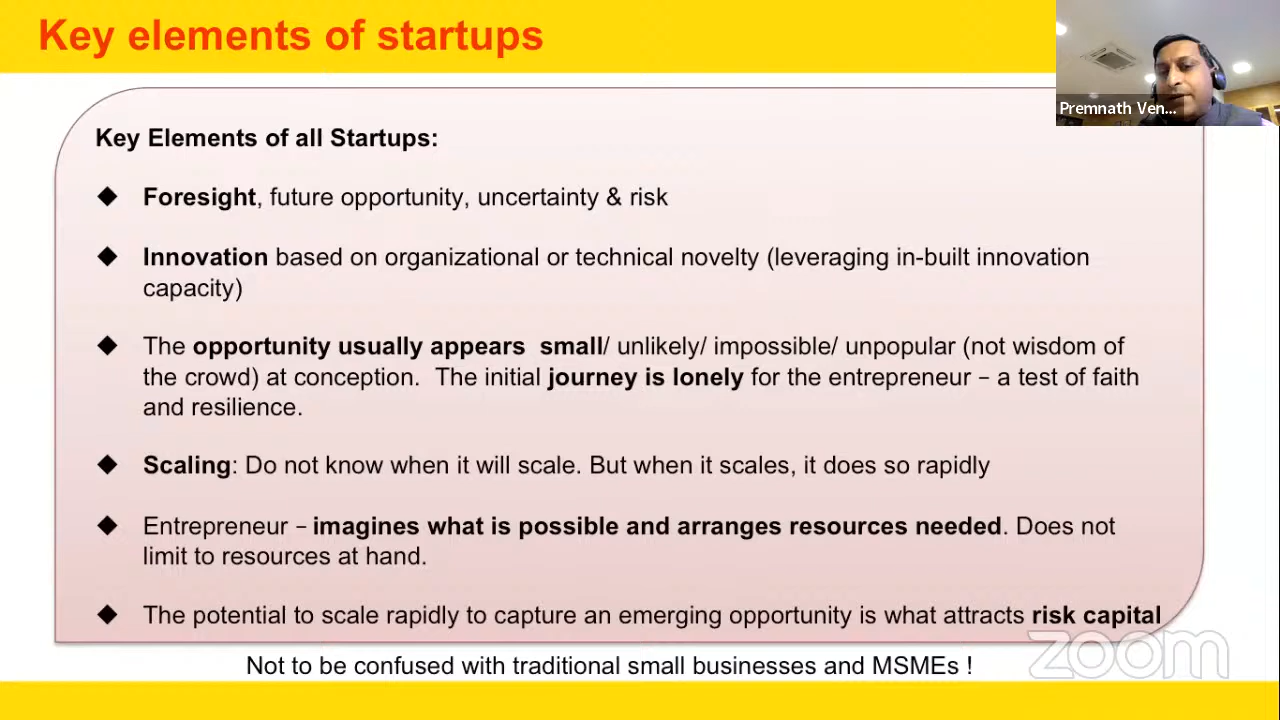 Key elements of startups
Premnath Ven...
Key Elements of all Startups:
◆ Foresight, future opportunity, uncertainty & risk
◆ Innovation based on organizational or technical novelty (leveraging in-built innovation
capacity)
◆ The opportunity usually appears  small/ unlikely/ impossible/ unpopular (not wisdom of
the crowd) at conception.  The initial journey is lonely for the entrepreneur – a test of faith
and resilience.
◆ Scaling: Do not know when it will scale. But when it scales, it does so rapidly
◆ Entrepreneur – imagines what is possible and arranges resources needed. Does not
limit to resources at hand.
◆ The potential to scale rapidly to capture an emerging opportunity is what attracts risk capital
zoom
Not to be confused with traditional small businesses and MSMEs !